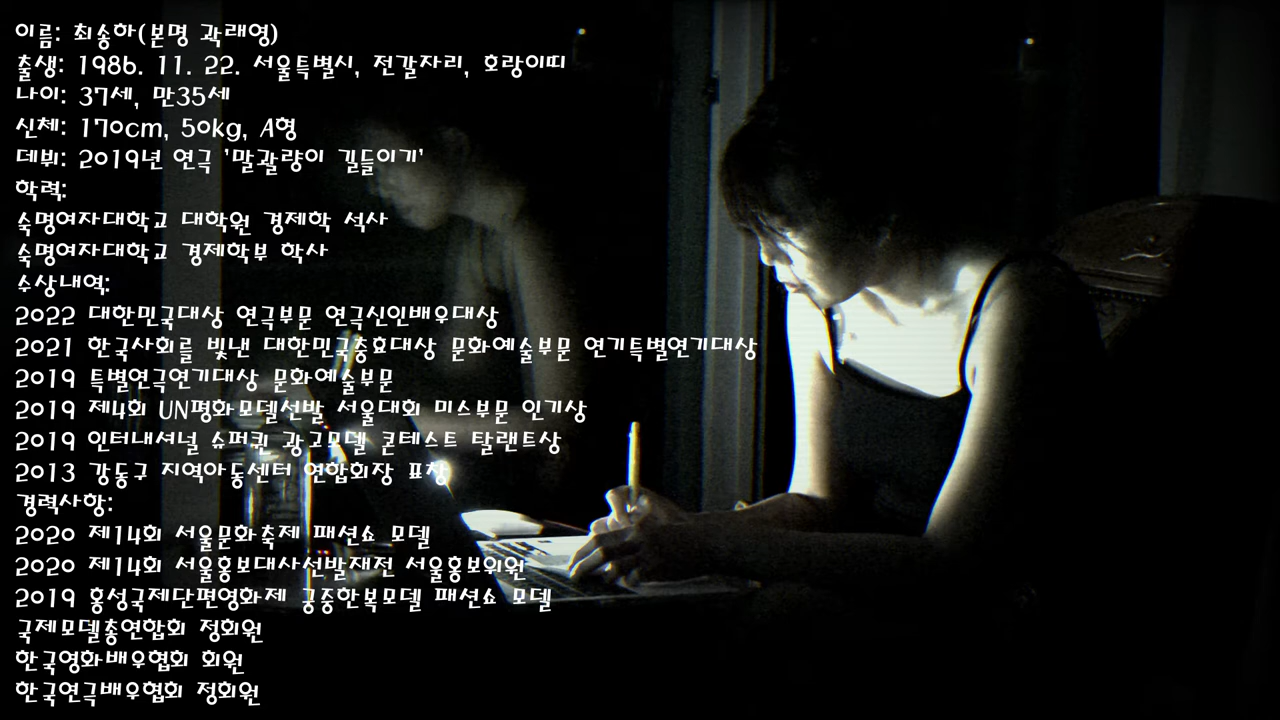 이름: 최송하(본명 곽래영)
출생: 1986. 11. 22. 서울특별시, 전갈자리, 호랑이띠
나이: 37세, 만35세
신체: 170cm, 50kg, A형
데뷔: 2019년 연극 '말괄량이 길들이기'
학력:
숙명여자대학교 대학원 경제학 석사
숙명여자대학교 경제학부 학사
수상내역:
2022 대한민국대상 연극부문 연극신인배우대상
2021 한국사회를 빛낸 대한민국충효대상 문화예술부문 연기특별연기대상
2019 특별연극연기대상 문화예술부문
2019 제4회 UN평화모델선발 서울대회 미스부문 인기상
2019 인터내셔널 슈퍼퀸 광고모델 콘테스트 탈랜트상
2013 강동구 지역아동센터 연합회장 표창
경력사항:
2020 제14회 서울문화축제 패션쇼 모델
2020 제14회 서울홍보대사선발재전 서울홍보위원
2019 홍성국제단편영화제 궁중한복모델 패션쇼 모델
국제모델총연합회 정회원
한국영화배우협회 회원
한국연극배우협회 정회원